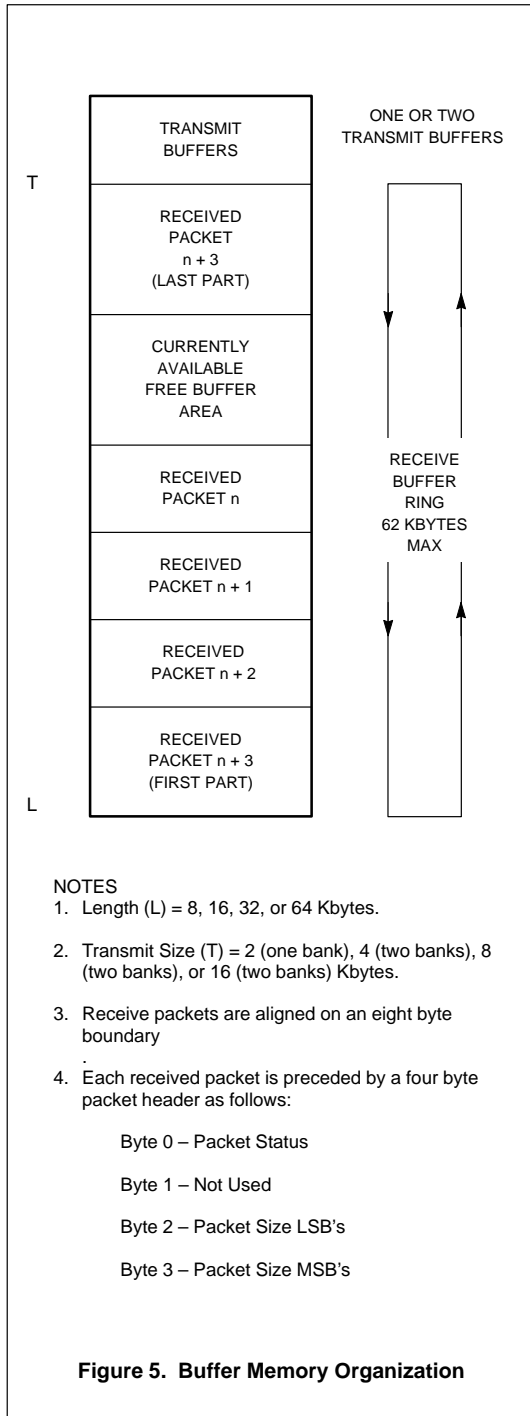 TRANSMIT
BUFFERS
ONE OR TWO
TRANSMIT BUFFERS
T
RECEIVED
PACKET
n + 3
(LAST PART)
CURRENTLY
AVAILABLE
FREE BUFFER
AREA
RECEIVED
PACKET n
RECEIVE
BUFFER
RING
62 KBYTES
MAX
RECEIVED
PACKET n + 1
RECEIVED
PACKET n + 2
RECEIVED
PACKET n + 3
(FIRST PART)
L
NOTES
1. Length (L) = 8, 16, 32, or 64 Kbytes.
2. Transmit Size (T) = 2 (one bank), 4 (two banks), 8
(two banks), or 16 (two banks) Kbytes.
3. Receive packets are aligned on an eight byte
boundary
.
4. Each received packet is preceded by a four byte
packet header as follows:
Byte 0 – Packet Status
Byte 1 – Not Used
Byte 2 – Packet Size LSB's
Byte 3 – Packet Size MSB's
Figure 5. Buffer Memory Organization